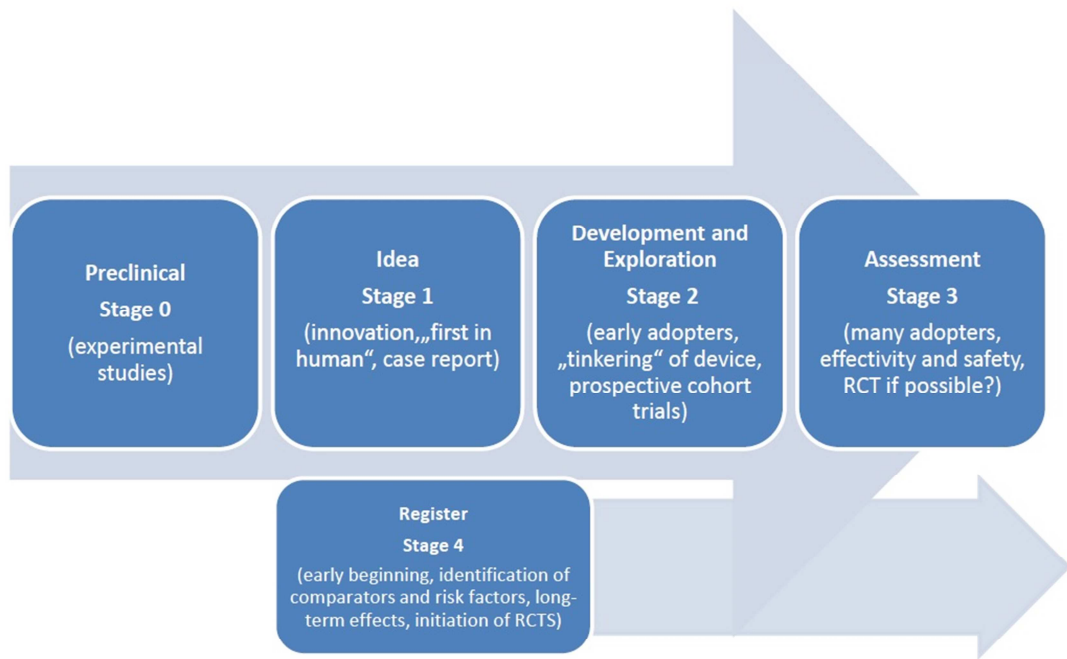 Preclinical
Stage 0
(experimental
studies)
Idea
Stage 1
(innovation,„first in
human“, case report)
Development and
Exploration
Stage 2
(early adopters,
„tinkering“ of device,
prospective cohort
trials)
Assessment
Stage 3
(many adopters,
effectivity and safety,
RCT if possible?)
Register
Stage 4
(early beginning, identification of
comparators and risk factors, long-
term effects, initiation of RCTS)